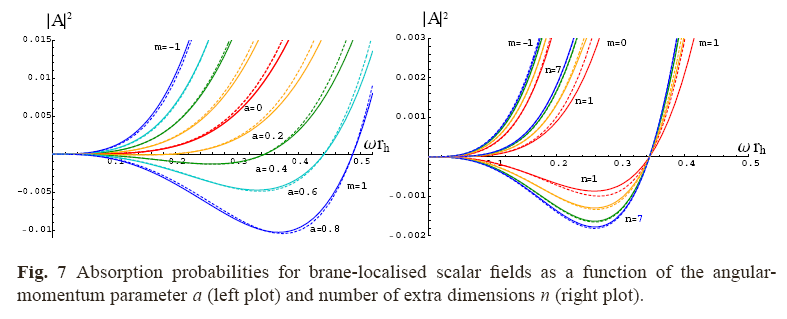 |A|²
0.015
0.01
0.005
-0.005
-0.01
0.1
0.2
0.3
0.4
0.5
ωr_h
m=-1
a=0
a=0.2
a=0.4
a=0.6
m=1
a=0.8
|A|²
0.003
0.002
0.001
-0.001
-0.002
0.1
0.2
0.3
0.4
0.5
ωr_h
m=-1
m=0
m=1
n=7
n=1
n=1
n=7
Fig. 7 Absorption probabilities for brane-localised scalar fields as a function of the angular-
momentum parameter a (left plot) and number of extra dimensions n (right plot).